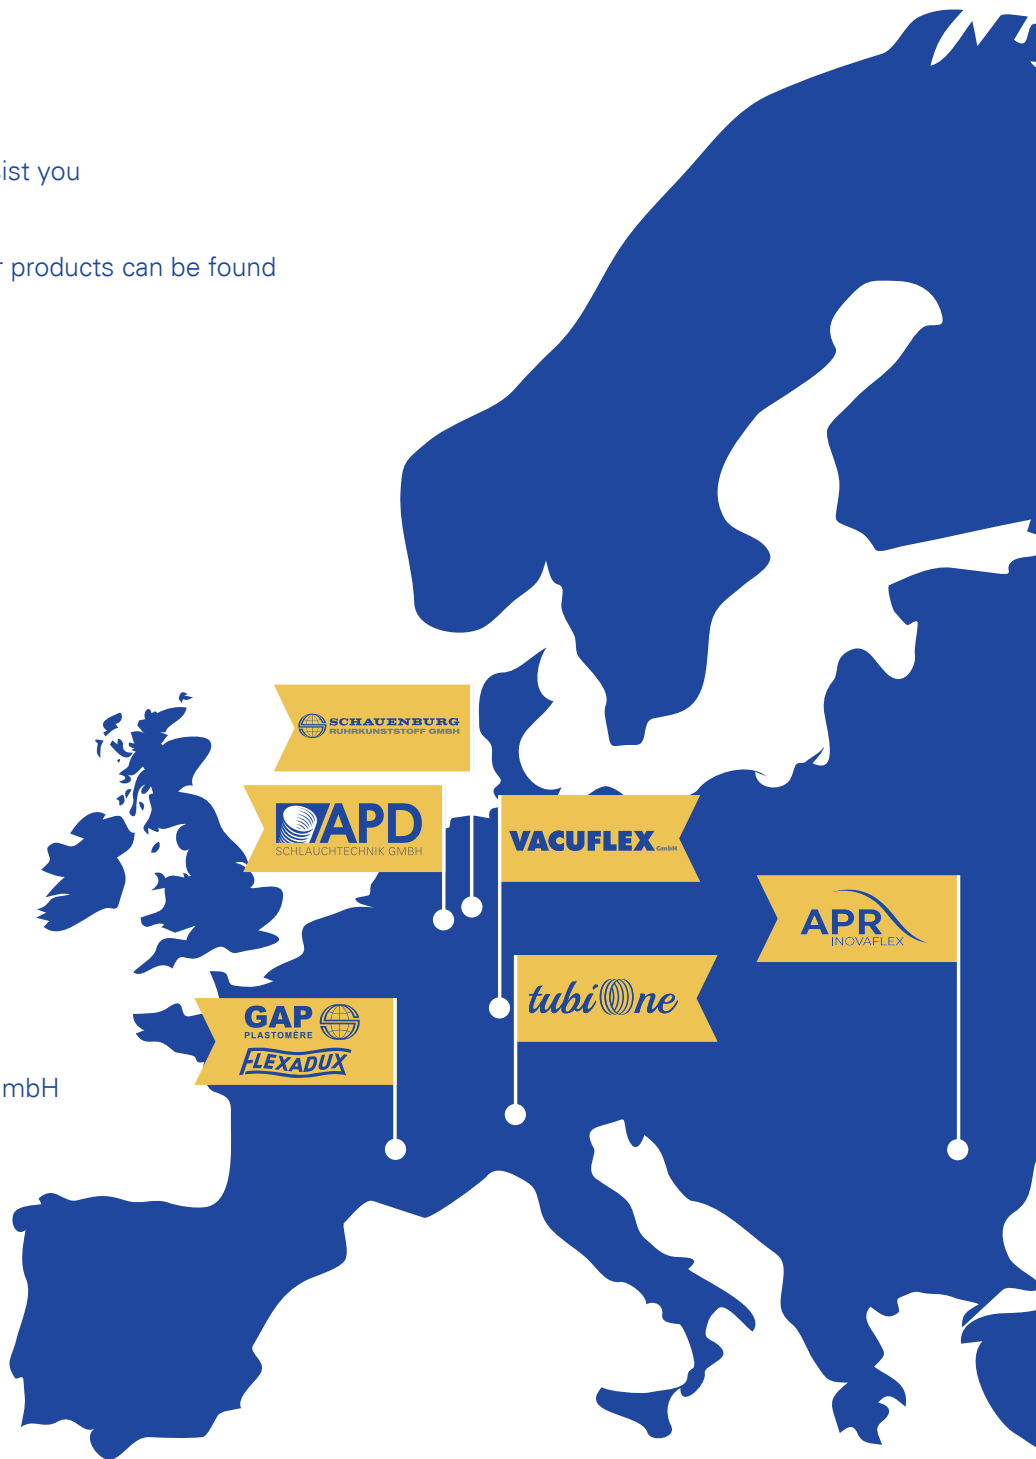 ist you
r products can be found
SCHAUENBURG
RUHRKUNSTSTOFF GMBH
APD
SCHLAUCHTECHNIK GMBH
VACUFLEX GmbH
APR
INOVAFLEX
tubiOne
GAP
PLASTOMÈRE
FLEXADUX
mbH